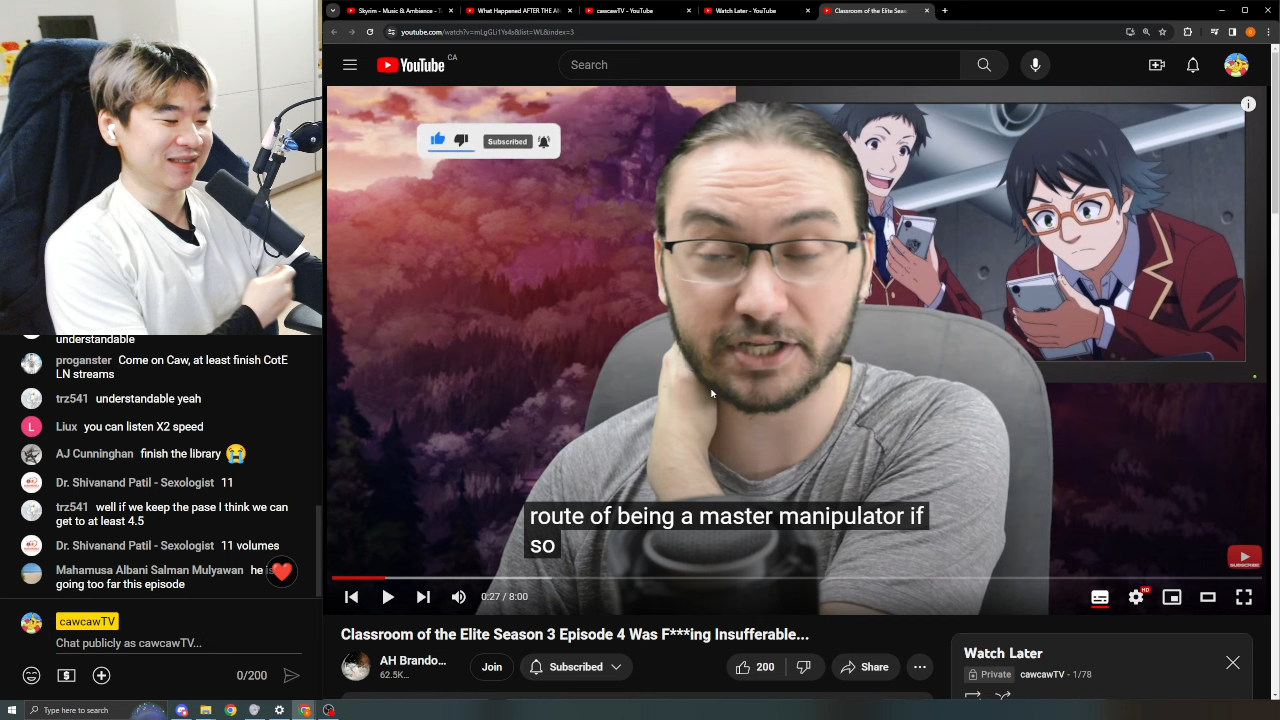 Skyrim - Music & Ambience -
What Happened AFTER THE
cawcawTV - YouTube
Watch Later - YouTube
Classroom of the Elite Seas
youtube.com/watch?v=mLgGLi1Ys4s&list=WL&index=3
YouTube CA
Search
Subscribed
understandable
proganster Come on Caw, at least finish CotE
LN streams
trz541 understandable yeah
Liux you can listen X2 speed
AJ Cunninghan finish the library 😭
Dr. Shivanand Patil - Sexologist 11
trz541 well if we keep the pase I think we can
get to at least 4.5
Dr. Shivanand Patil - Sexologist 11 volumes
Mahamusa Albani Salman Mulyawan he
going too far this episode
cawcawTV
Chat publicly as cawcawTV...
0/200
route of being a master manipulator if
so
SUBSCRIBE
0:27 / 8:00
HD
Classroom of the Elite Season 3 Episode 4 Was F***ing Insufferable...
AH Brando...
62.5K...
Join
Subscribed
200
Share
Watch Later
Private cawcawTV - 1/78
Type here to search